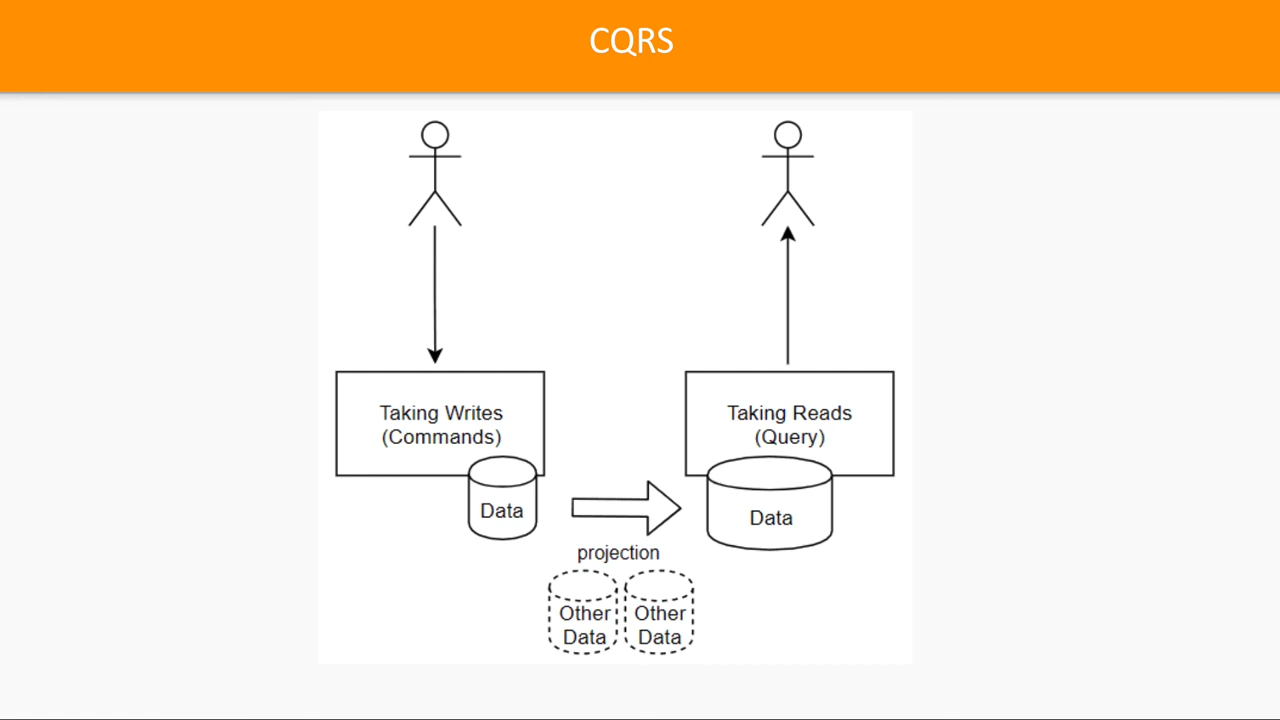 CQRS
Taking Writes
(Commands)
Data
Taking Reads
(Query)
Data
projection
Other
Data
Other
Data